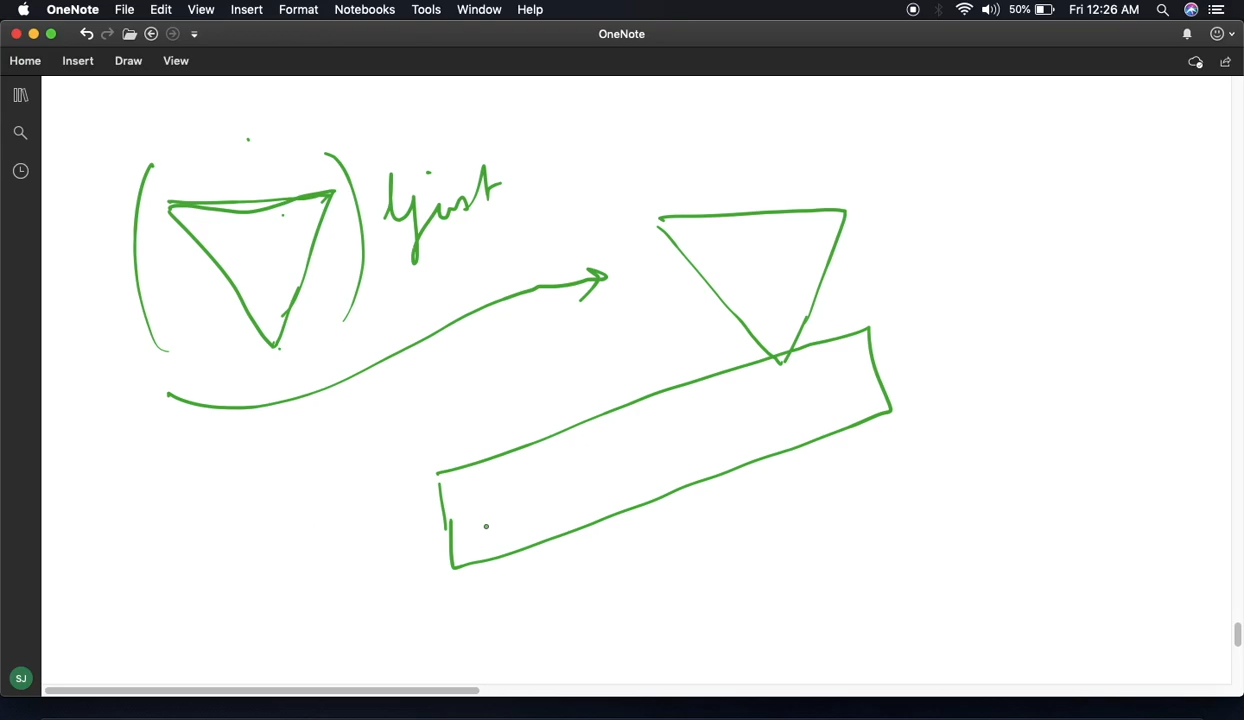 OneNote File Edit View Insert Format Notebooks Tools Window Help 50% Fri 12:26 AM
OneNote
Home Insert Draw View
ljust
SJ